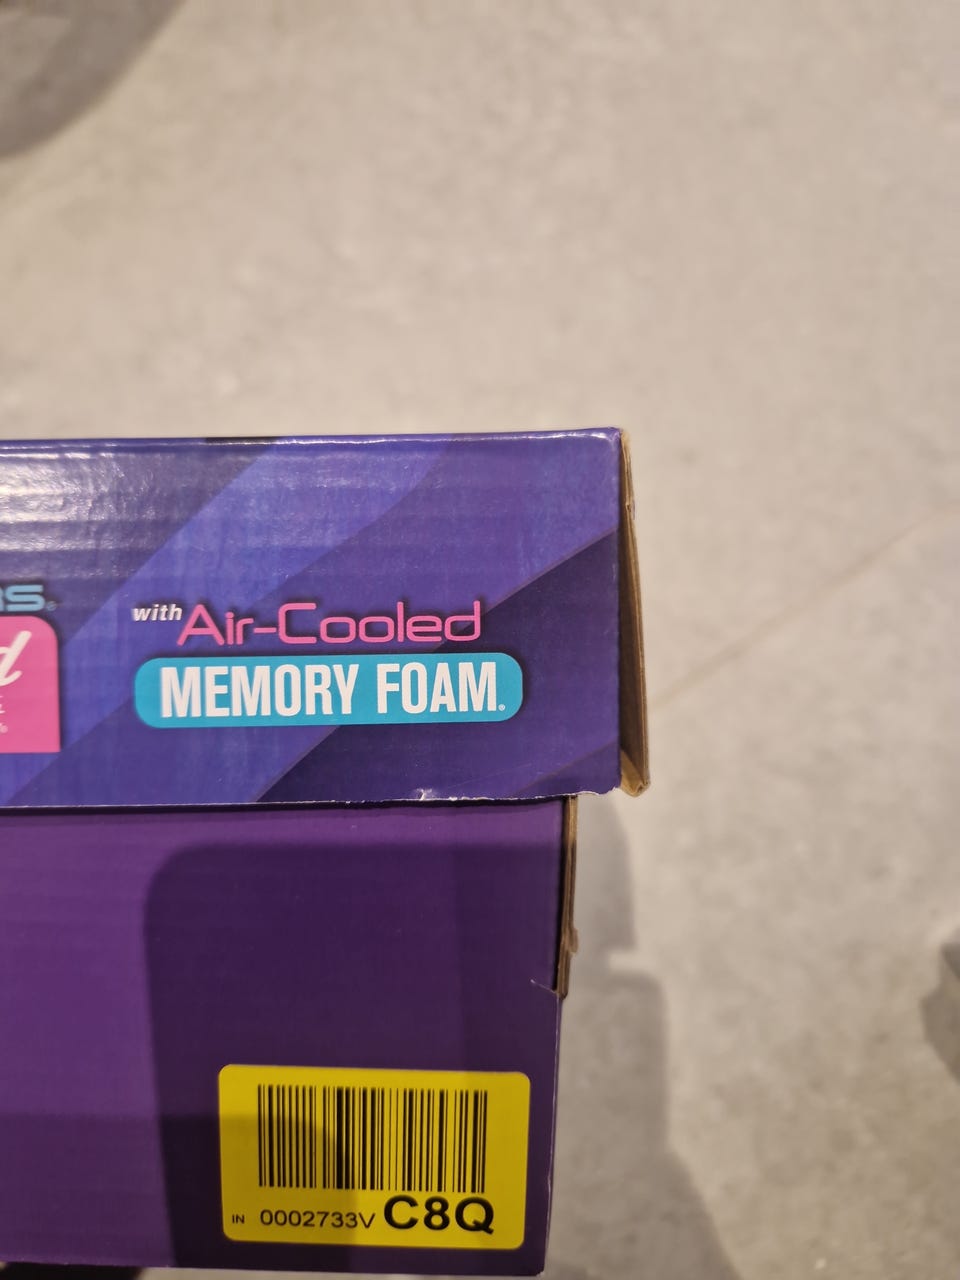 with Air-Cooled
MEMORY FOAM®
IN 0002733V C8Q